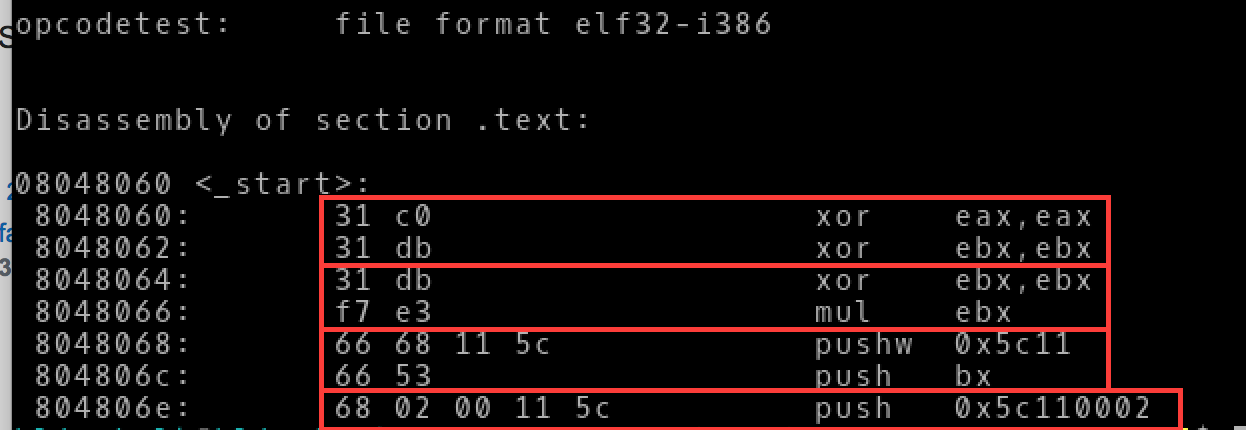 opcodetest:     file format elf32-i386
Disassembly of section .text:
08048060 <_start>:
 8048060:       31 c0                   xor    eax,eax
 8048062:       31 db                   xor    ebx,ebx
 8048064:       31 db                   xor    ebx,ebx
 8048066:       f7 e3                   mul    ebx
 8048068:       66 68 11 5c             pushw  0x5c11
 804806c:       66 53                   push   bx
 804806e:       68 02 00 11 5c          push   0x5c110002